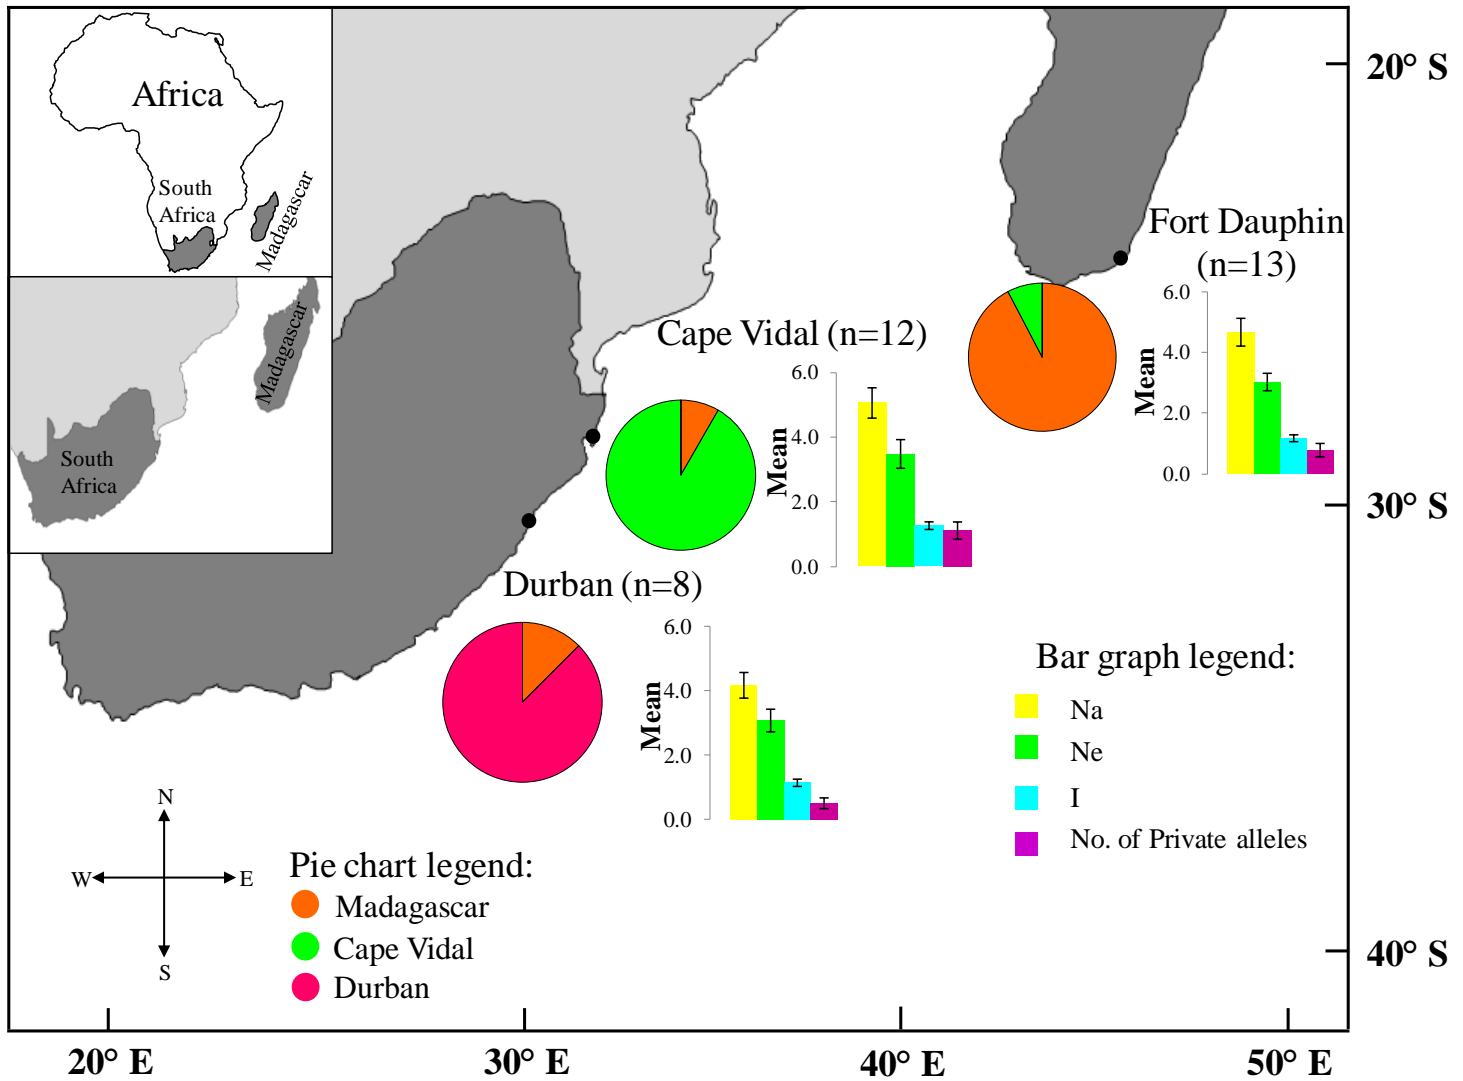 Africa
South
Africa
Madagascar
Madagascar
South
Africa
20° S
30° S
40° S
20° E
30° E
40° E
50° E
Fort Dauphin
(n=13)
6.0
4.0
2.0
0.0
Mean
Cape Vidal (n=12)
6.0
4.0
2.0
0.0
Mean
Durban (n=8)
6.0
4.0
2.0
0.0
Mean
Bar graph legend:
Na
Ne
I
No. of Private alleles
N
W
E
S
Pie chart legend:
Madagascar
Cape Vidal
Durban